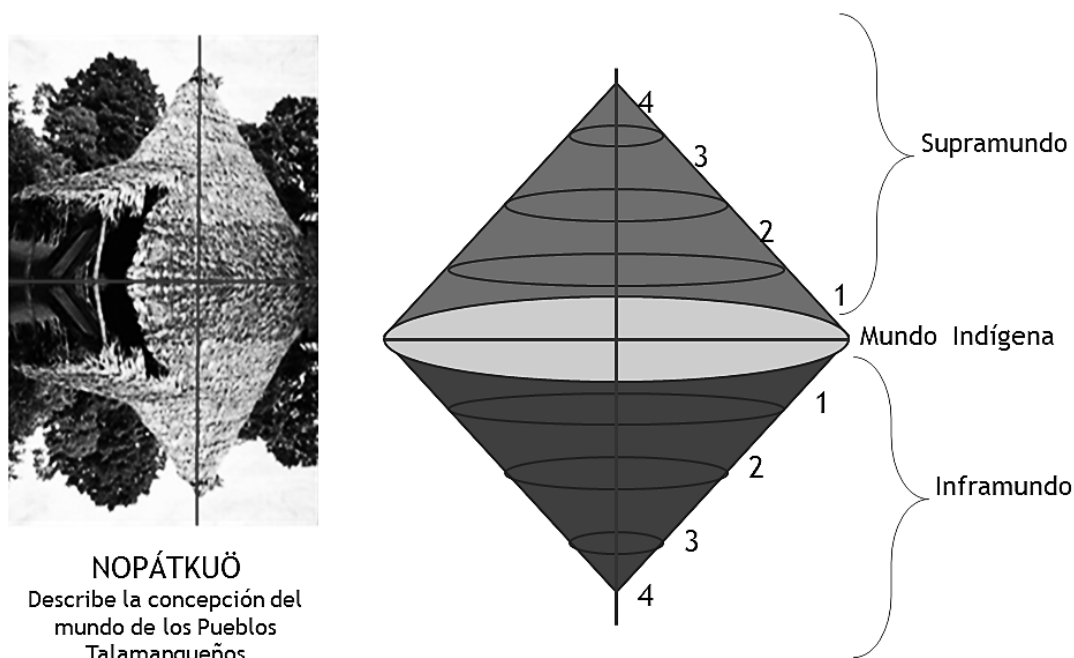 NOPÁTKUÖ
Describe la concepción del
mundo de los Pueblos
Talamanqueños
4
3
2
1
Supramundo
Mundo Indígena
1
2
3
4
Inframundo